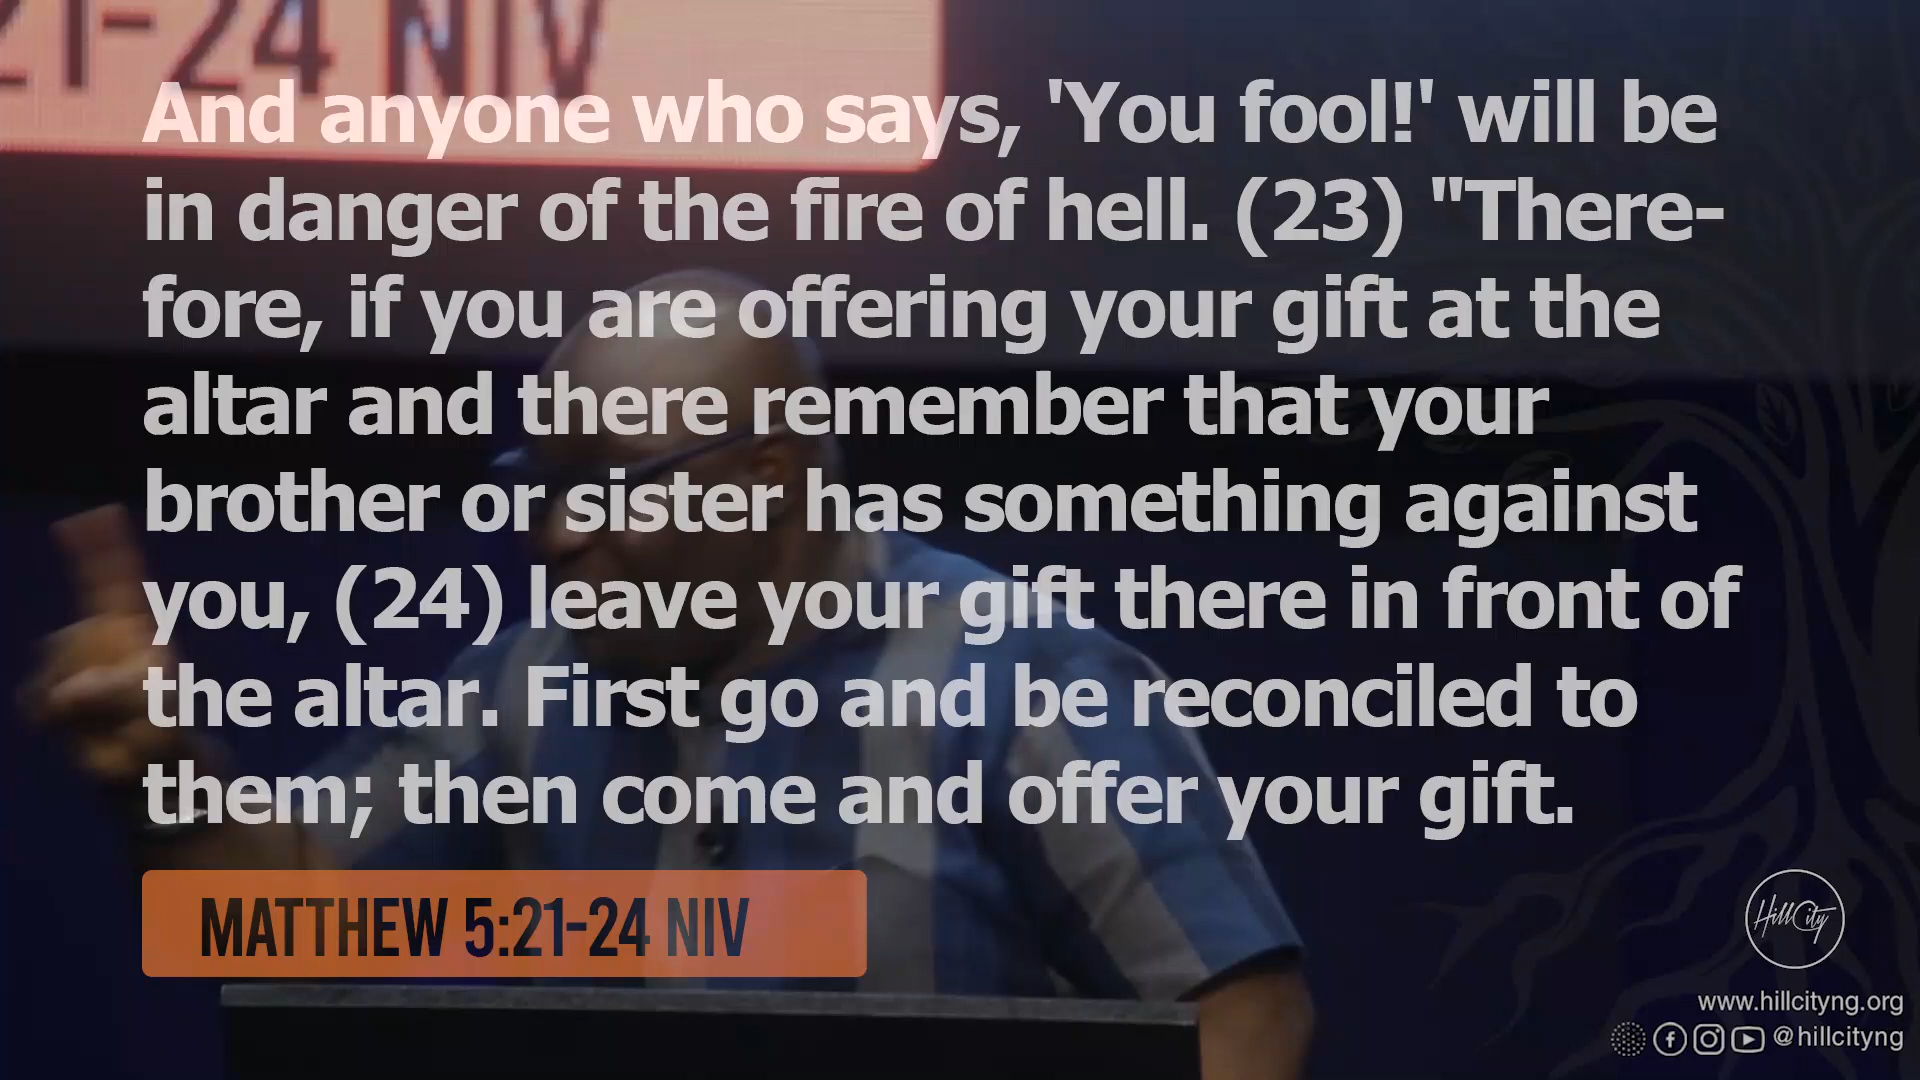 21-24 NIV
And anyone who says, 'You fool!' will be
in danger of the fire of hell. (23) "There-
fore, if you are offering your gift at the
altar and there remember that your
brother or sister has something against
you, (24) leave your gift there in front of
the altar. First go and be reconciled to
them; then come and offer your gift.
MATTHEW 5:21-24 NIV
HillCity
www.hillcityng.org
@hillcityng